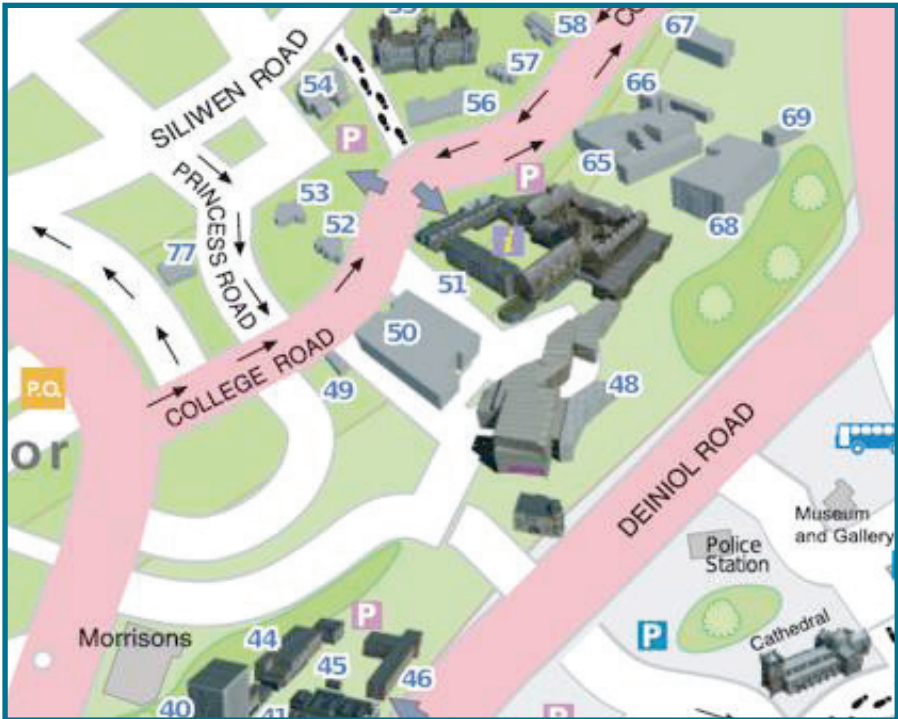 58
67
CO
57
54
66
56
SILIWEN ROAD
69
P
65
P
PRINCESS ROAD
53
68
52
i
77
51
50
COLLEGE ROAD
P.O.
49
48
or
DEINIOL ROAD
Museum
and Gallery
Police
Station
P
P
Cathedral
Morrisons
44
45
46
40
41
P